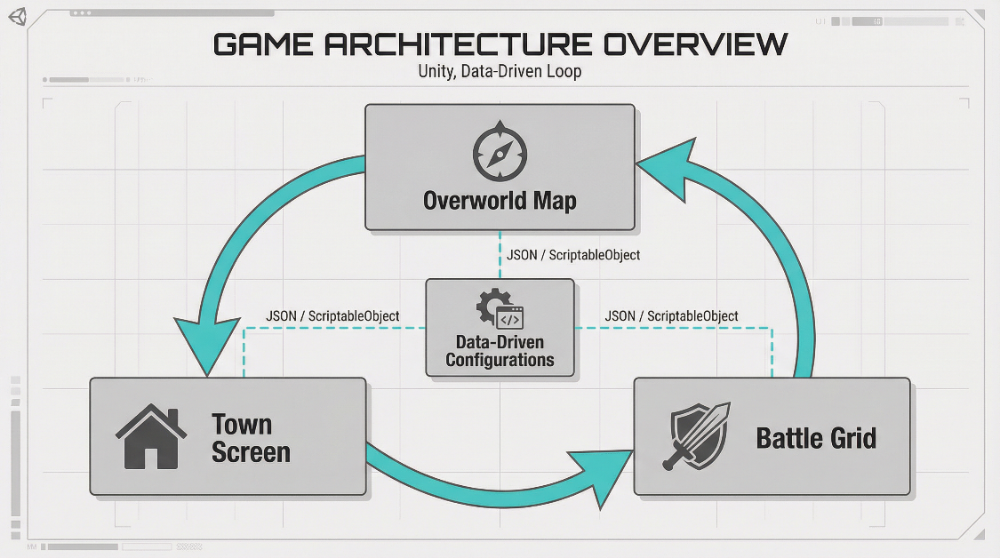 GAME ARCHITECTURE OVERVIEW
Unity, Data-Driven Loop
Overworld Map
JSON / ScriptableObject
JSON / ScriptableObject
JSON / ScriptableObject
</>
Data-Driven
Configurations
Town
Screen
Battle Grid